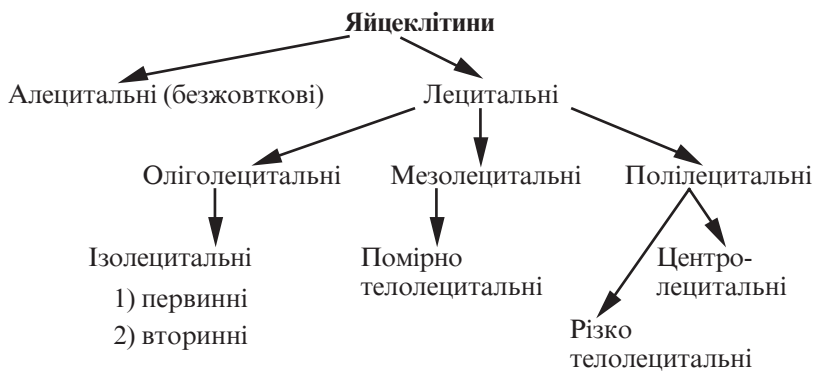 Яйцеклітини
Алецитальні (безжовткові)
Лецитальні
Оліголецитальні
Мезолецитальні
Полілецитальні
Ізолецитальні
1) первинні
2) вторинні
Помірно
телолецитальні
Центро-
лецитальні
Різко
телолецитальні